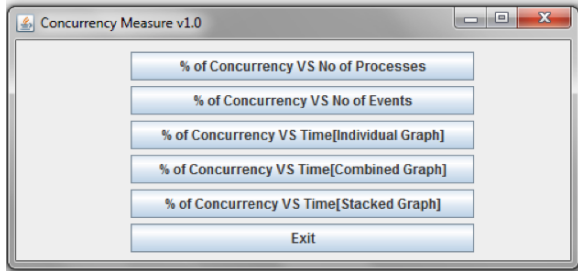 Concurrency Measure v1.0
% of Concurrency VS No of Processes
% of Concurrency VS No of Events
% of Concurrency VS Time[Individual Graph]
% of Concurrency VS Time[Combined Graph]
% of Concurrency VS Time[Stacked Graph]
Exit